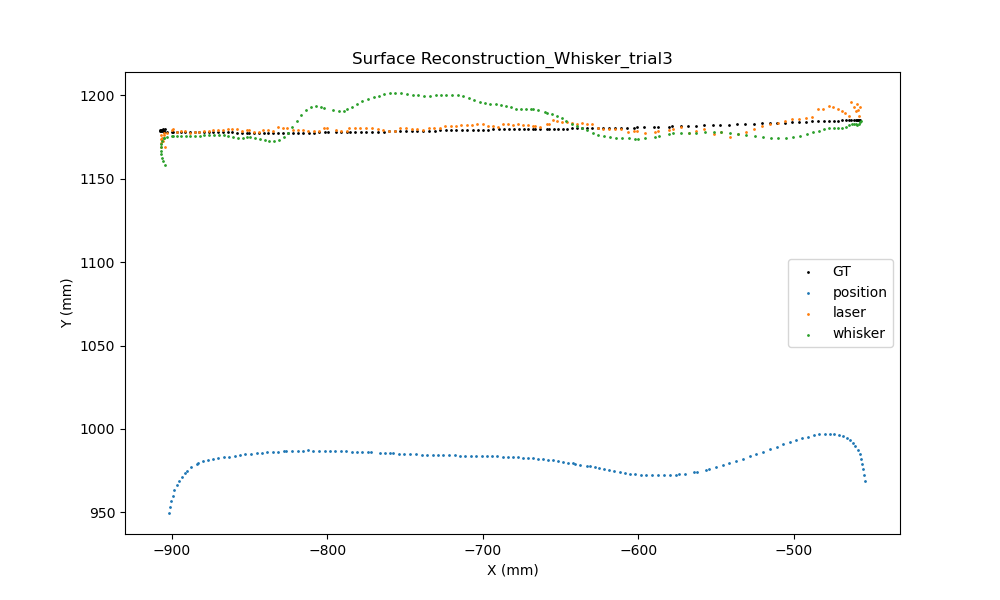 Surface Reconstruction_Whisker_trial3
1200
1150
1100
1050
1000
950
Y (mm)
GT
position
laser
whisker
−900
−800
−700
−600
−500
X (mm)